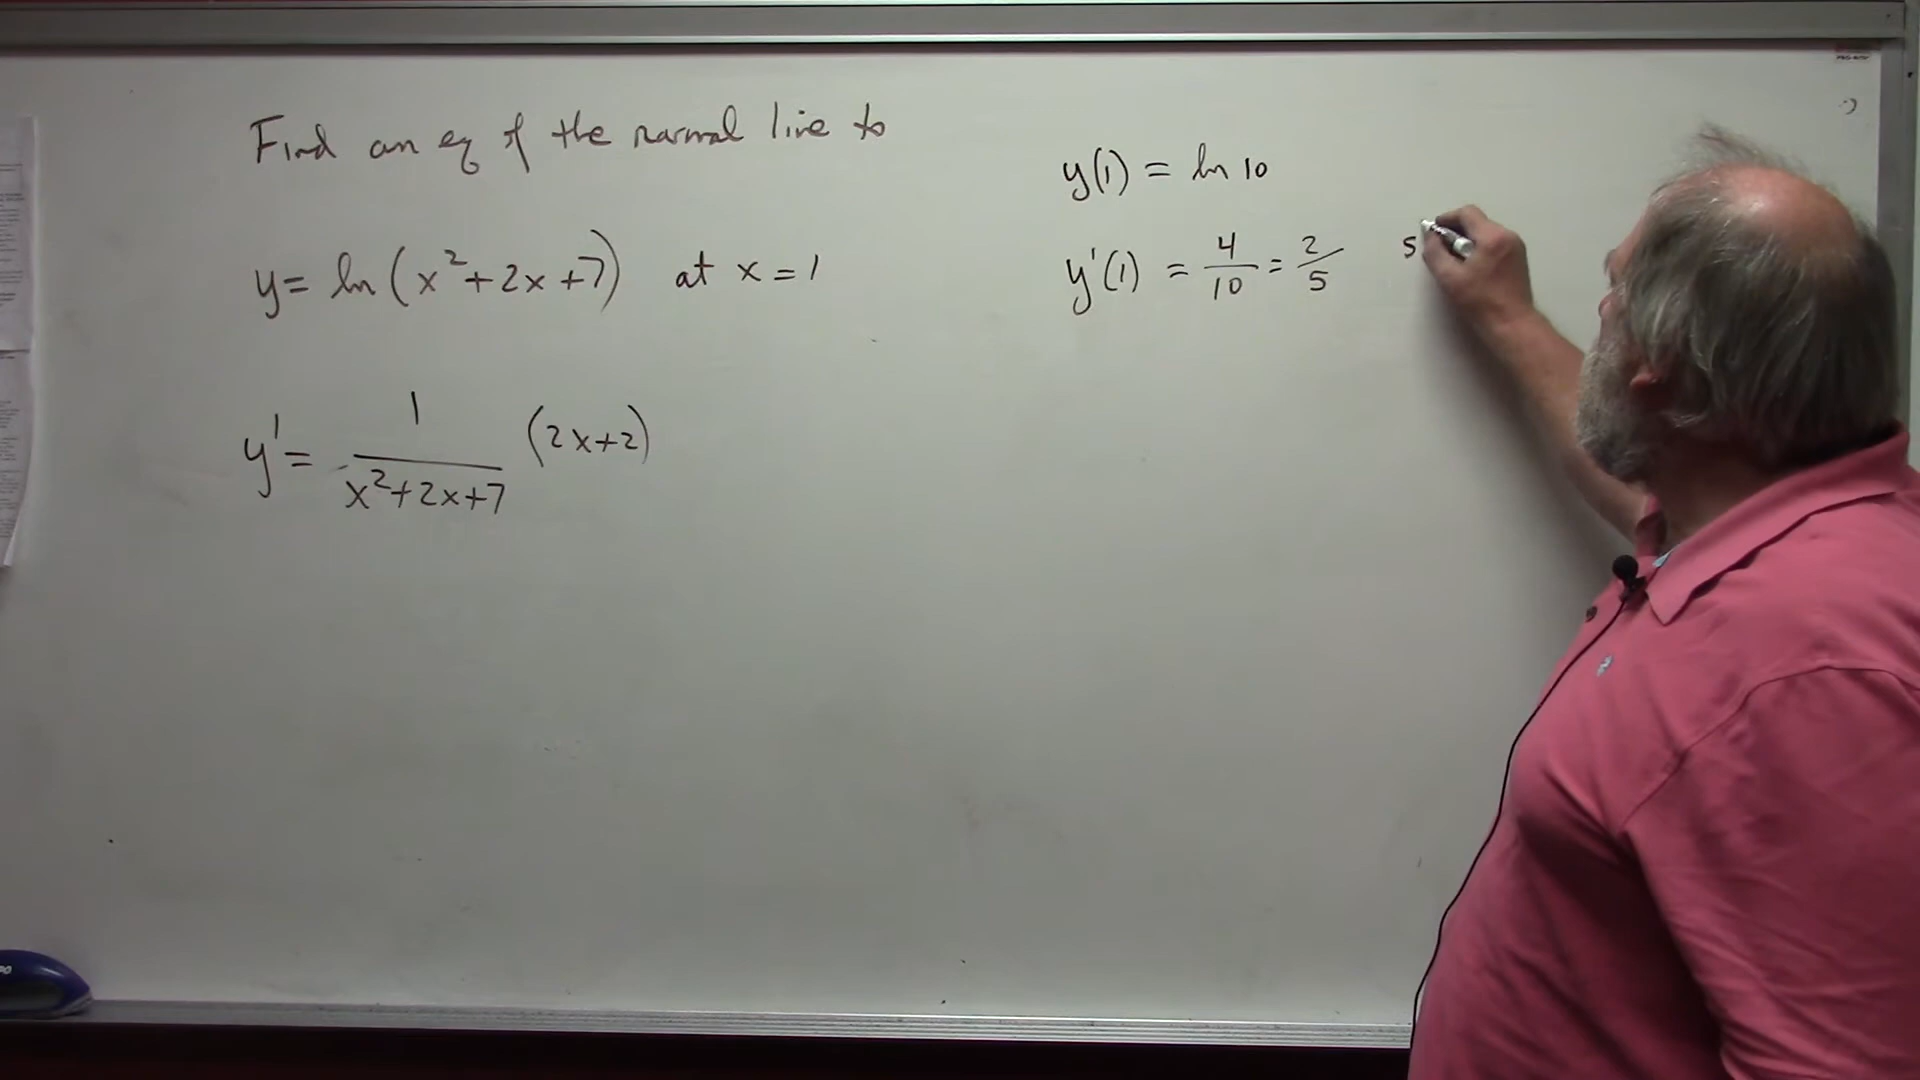 Find an eq of the normal line to
y = ln(x²+2x+7) at x = 1
y' = 1/(x²+2x+7) (2x+2)
y(1) = ln 10
y'(1) = 4/10 = 2/5 s